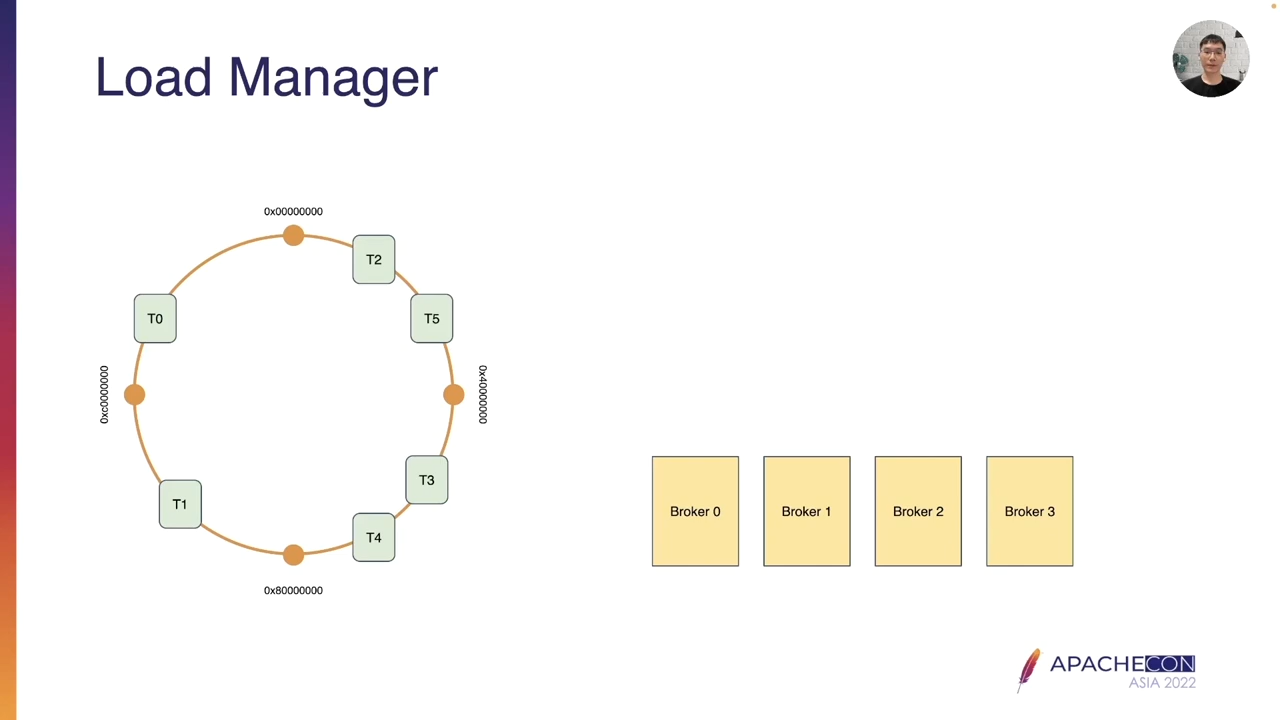 Load Manager
0x00000000
T2
T0
T5
0xc0000000
0x40000000
T3
T1
T4
0x80000000
Broker 0
Broker 1
Broker 2
Broker 3
APACHECON
ASIA 2022